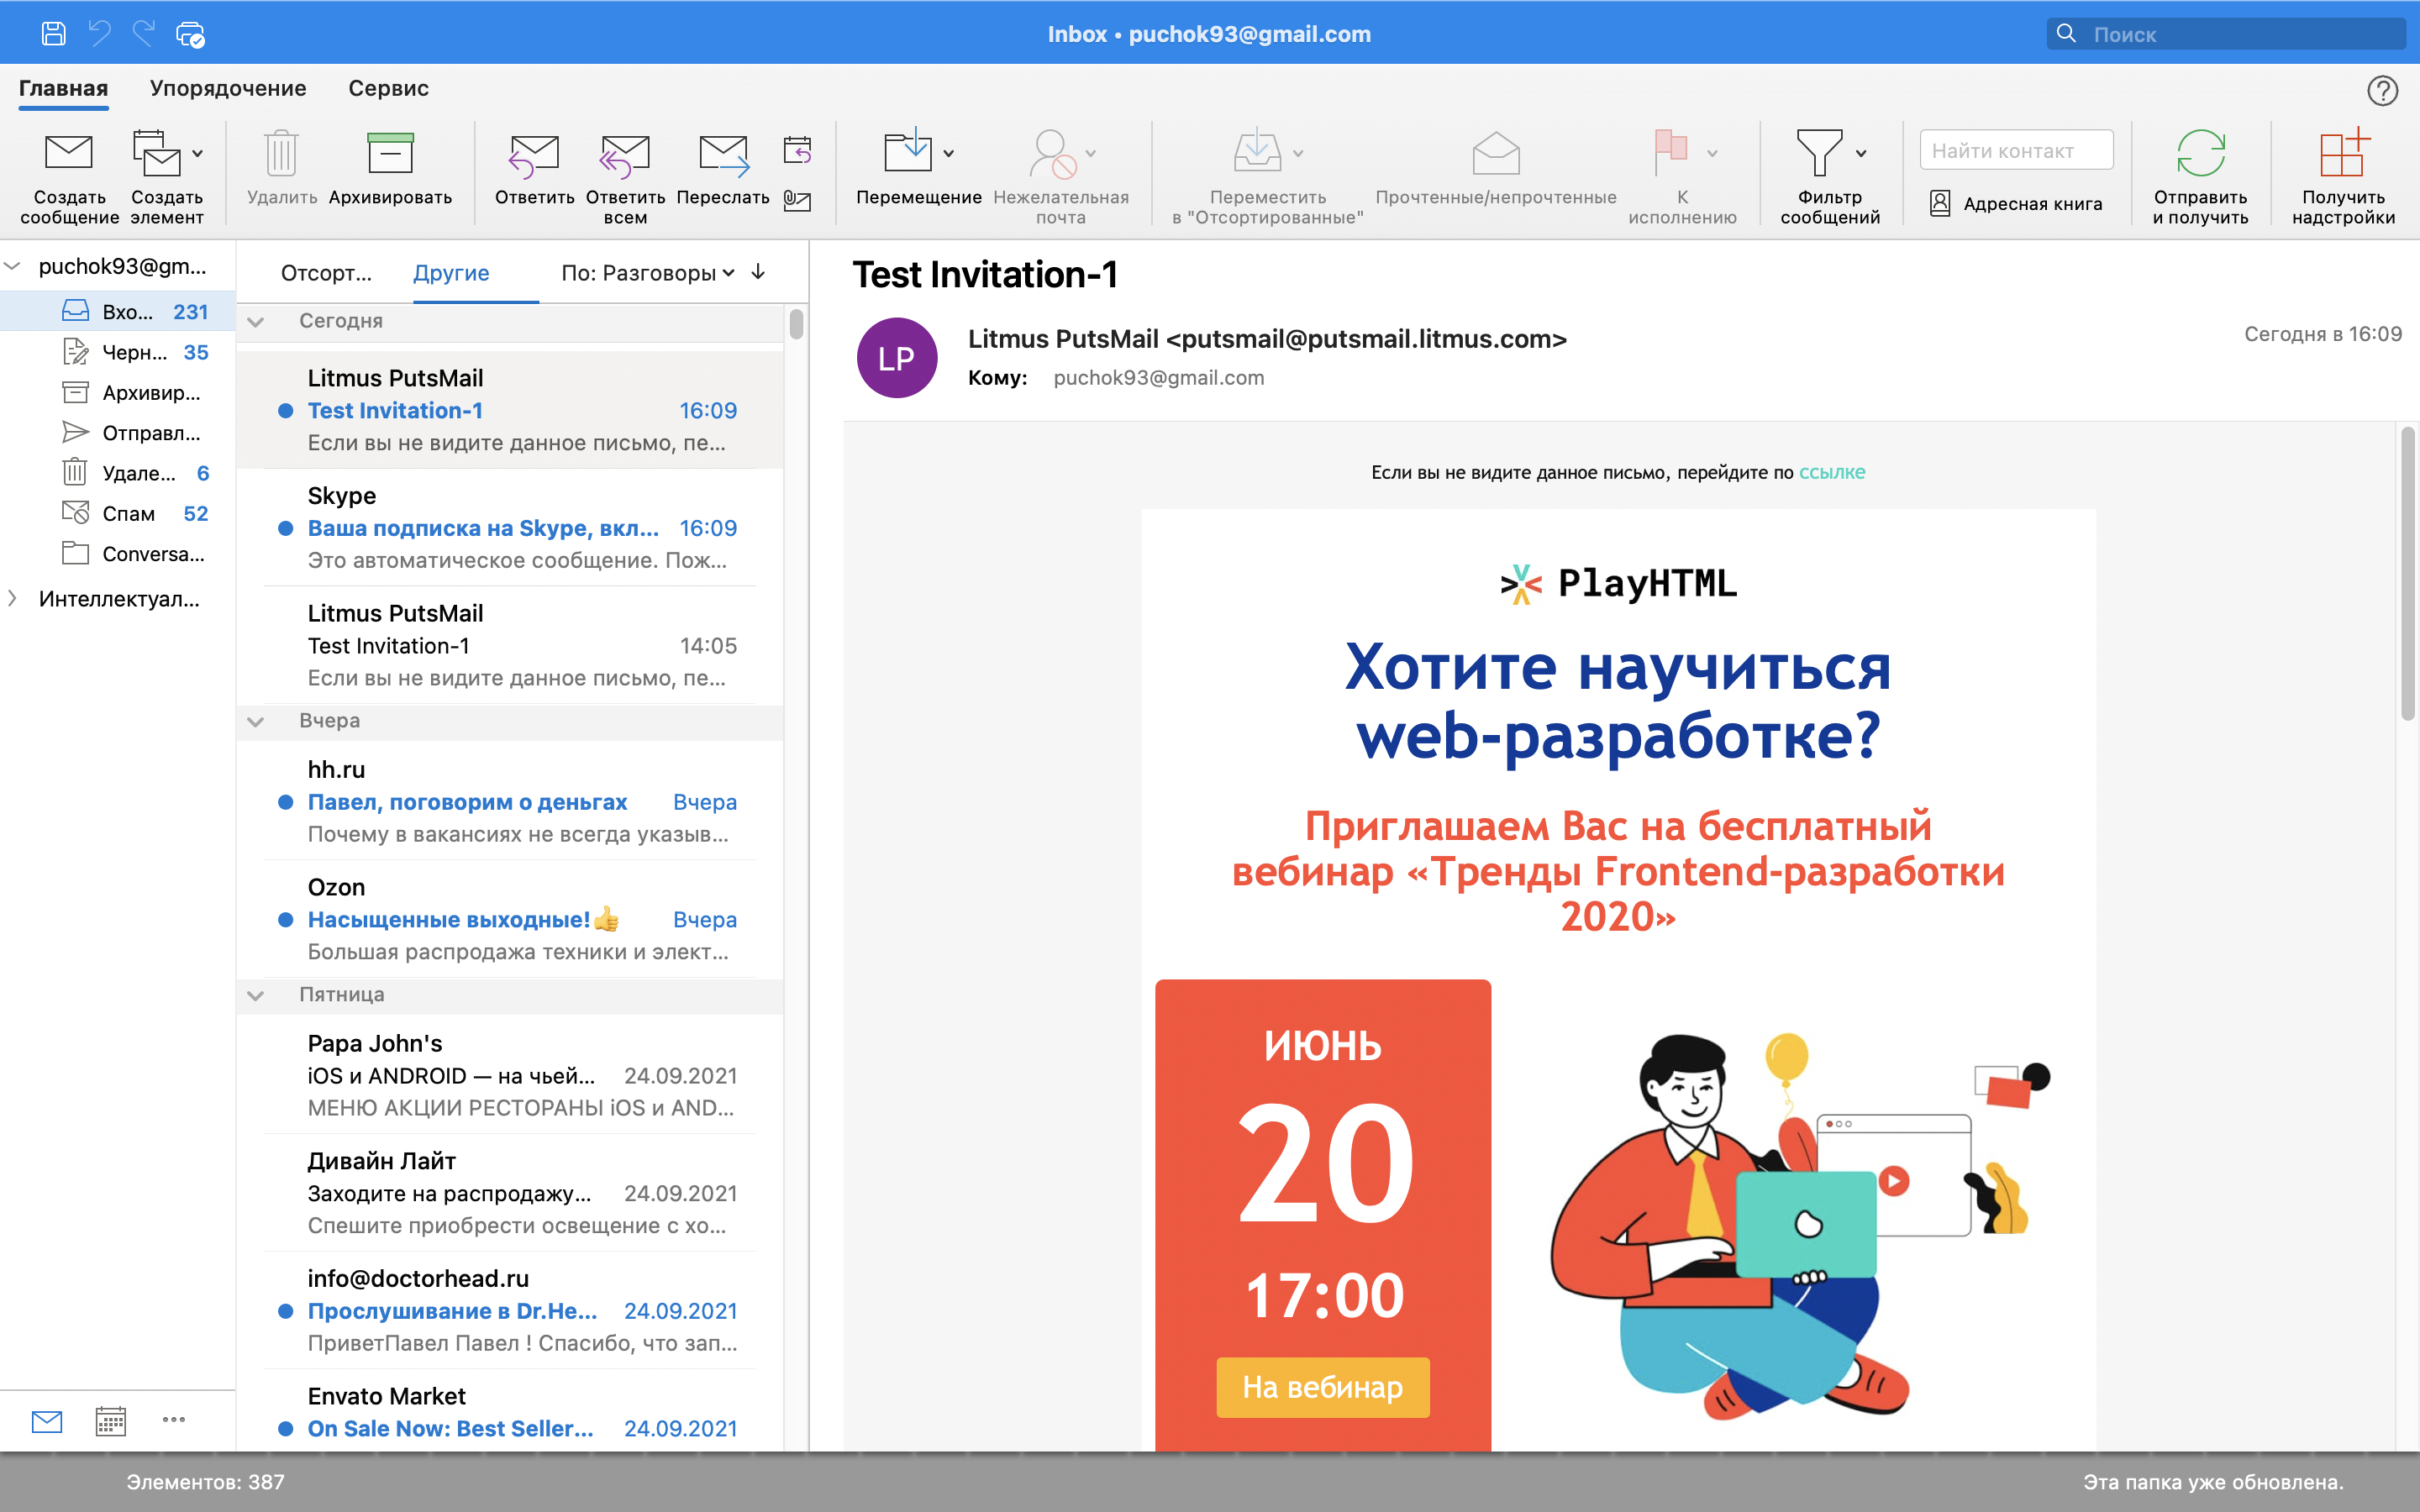 Inbox • puchok93@gmail.com
Поиск
Главная
Упорядочение
Сервис
Создать сообщение
Создать элемент
Удалить
Архивировать
Ответить
Ответить всем
Переслать
Перемещение
Нежелательная почта
Переместить в "Отсортированные"
Прочтенные/непрочтенные
К исполнению
Фильтр сообщений
Найти контакт
Адресная книга
Отправить и получить
Получить надстройки
puchok93@gm...
Вхо... 231
Черн... 35
Архивир...
Отправл...
Удале... 6
Спам 52
Conversa...
Интеллектуал...
Отсорт...
Другие
По: Разговоры
Сегодня
Litmus PutsMail
Test Invitation-1 16:09
Если вы не видите данное письмо, пе...
Skype
Ваша подписка на Skype, вкл... 16:09
Это автоматическое сообщение. Пож...
Litmus PutsMail
Test Invitation-1 14:05
Если вы не видите данное письмо, пе...
Вчера
hh.ru
Павел, поговорим о деньгах Вчера
Почему в вакансиях не всегда указыв...
Ozon
Насыщенные выходные!👍 Вчера
Большая распродажа техники и элект...
Пятница
Papa John's
iOS и ANDROID — на чьей... 24.09.2021
МЕНЮ АКЦИИ РЕСТОРАНЫ iOS и AND...
Дивайн Лайт
Заходите на распродажу... 24.09.2021
Спешите приобрести освещение с хо...
info@doctorhead.ru
Прослушивание в Dr.He... 24.09.2021
ПриветПавел Павел ! Спасибо, что зап...
Envato Market
On Sale Now: Best Seller... 24.09.2021
Test Invitation-1
LP
Litmus PutsMail <putsmail@putsmail.litmus.com>
Сегодня в 16:09
Кому: puchok93@gmail.com
Если вы не видите данное письмо, перейдите по ссылке
PlayHTML
Хотите научиться
web-разработке?
Приглашаем Вас на бесплатный
вебинар «Тренды Frontend-разработки
2020»
ИЮНЬ
20
17:00
На вебинар
Элементов: 387
Эта папка уже обновлена.